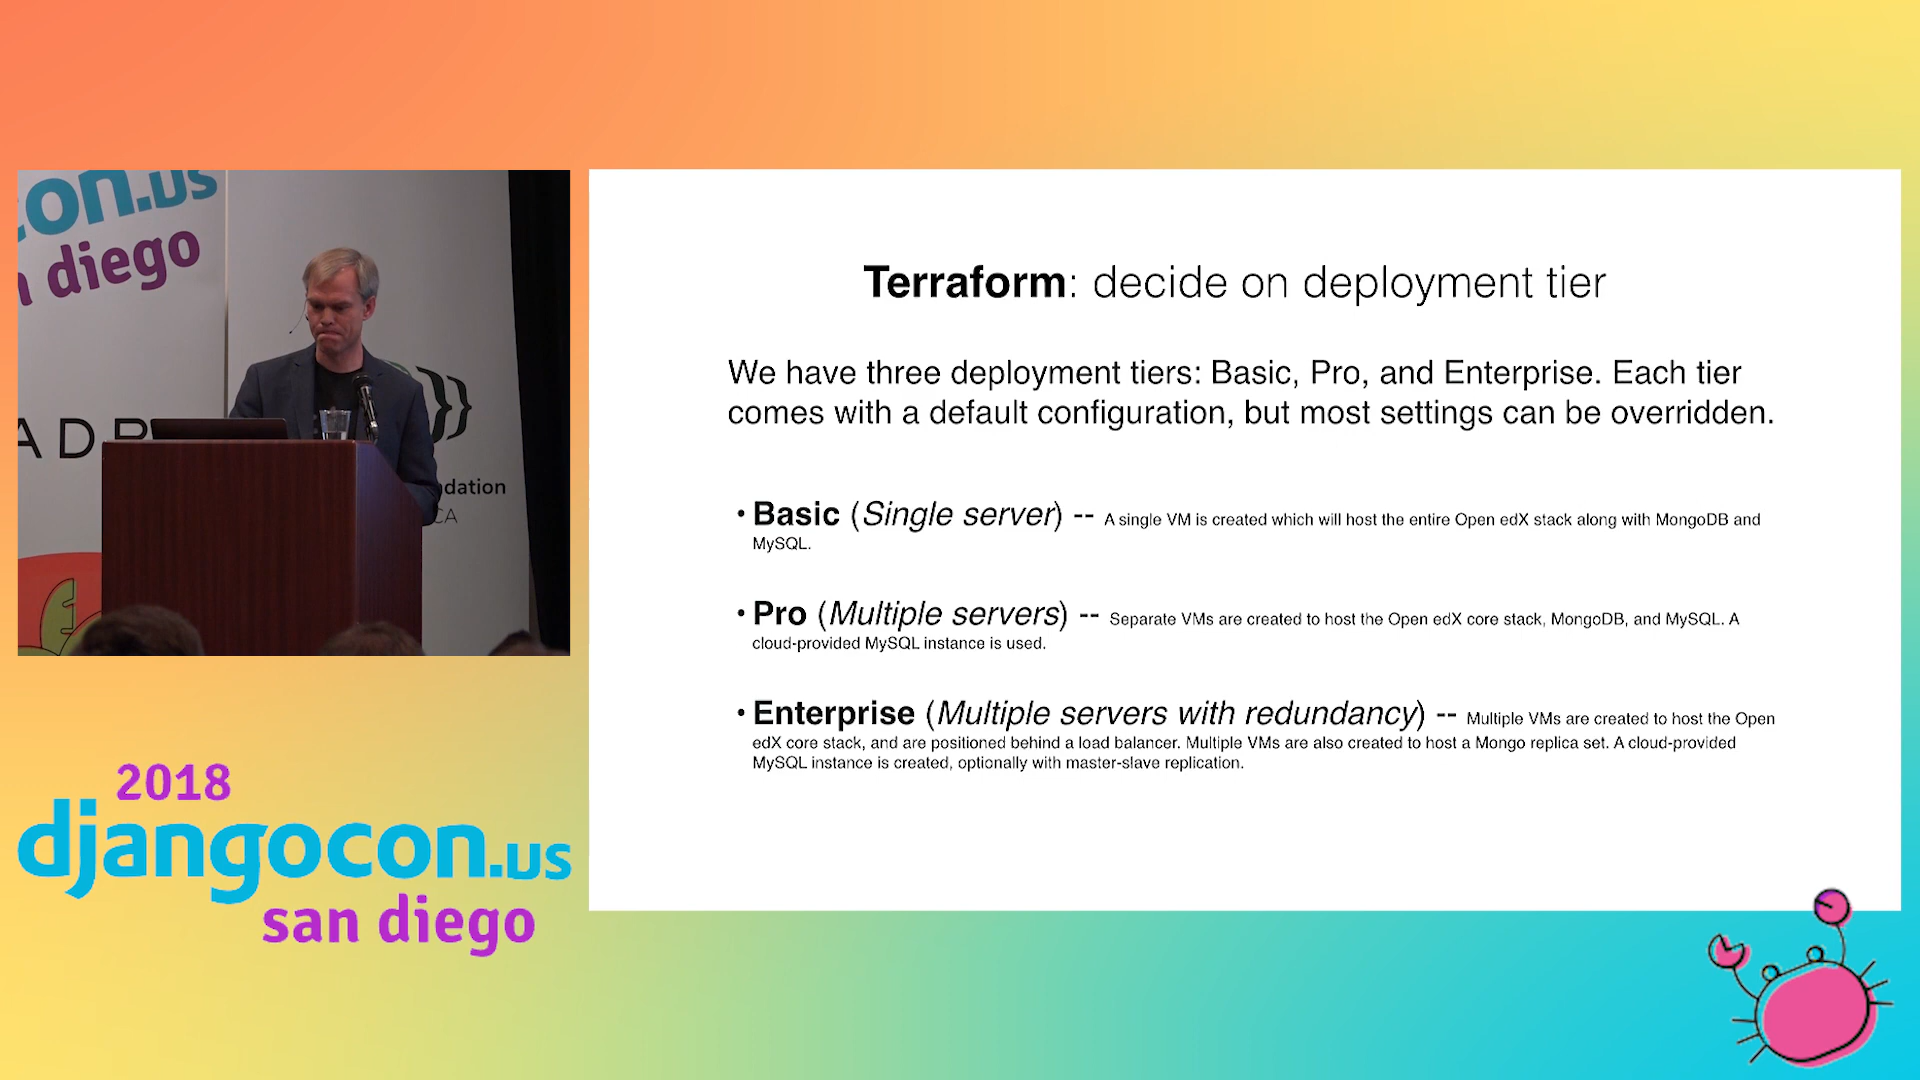 con.us
diego
ADR
dation
CA
2018
djangocon.us
san diego
Terraform: decide on deployment tier
We have three deployment tiers: Basic, Pro, and Enterprise. Each tier
comes with a default configuration, but most settings can be overridden.
• Basic (Single server) -- A single VM is created which will host the entire Open edX stack along with MongoDB and
MySQL.
• Pro (Multiple servers) -- Separate VMs are created to host the Open edX core stack, MongoDB, and MySQL. A
cloud-provided MySQL instance is used.
• Enterprise (Multiple servers with redundancy) -- Multiple VMs are created to host the Open
edX core stack, and are positioned behind a load balancer. Multiple VMs are also created to host a Mongo replica set. A cloud-provided
MySQL instance is created, optionally with master-slave replication.